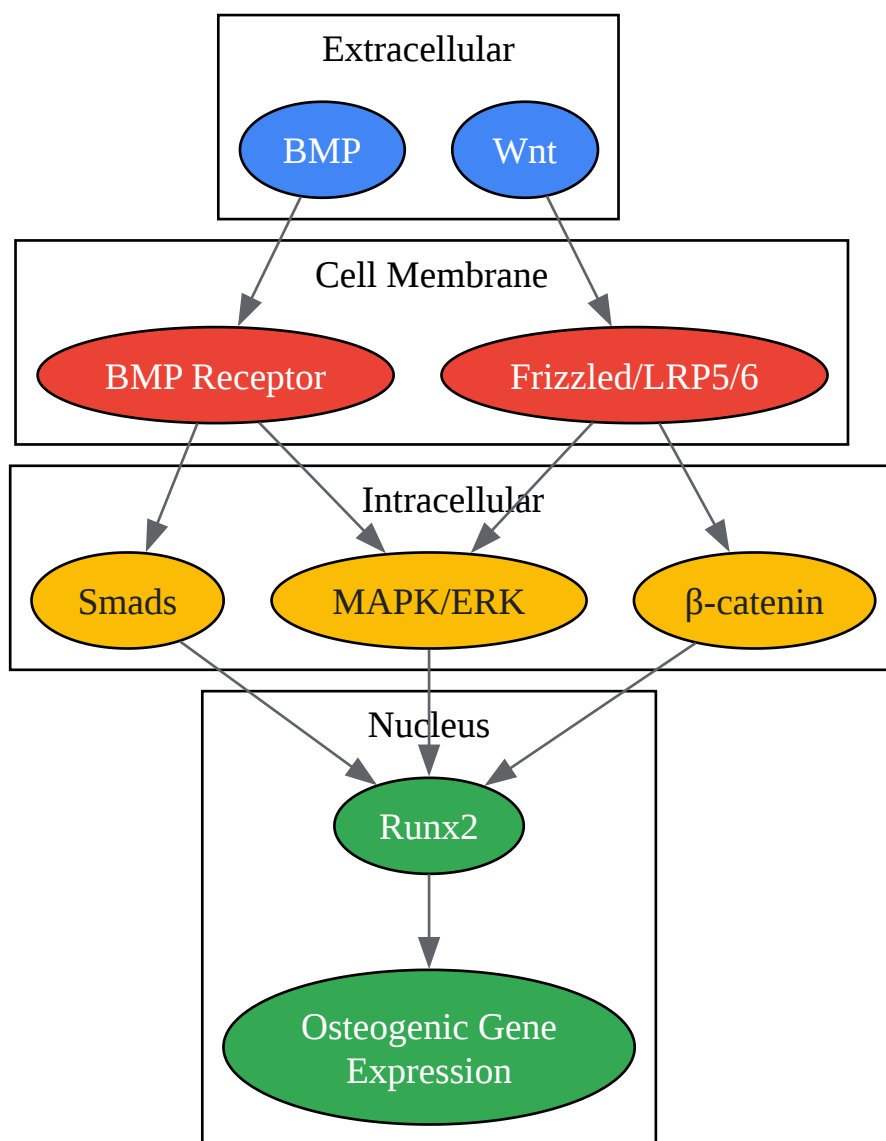 Extracellular
BMP
Wnt
Cell Membrane
BMP Receptor
Frizzled/LRP5/6
Intracellular
Smads
MAPK/ERK
β-catenin
Nucleus
Runx2
Osteogenic Gene
Expression